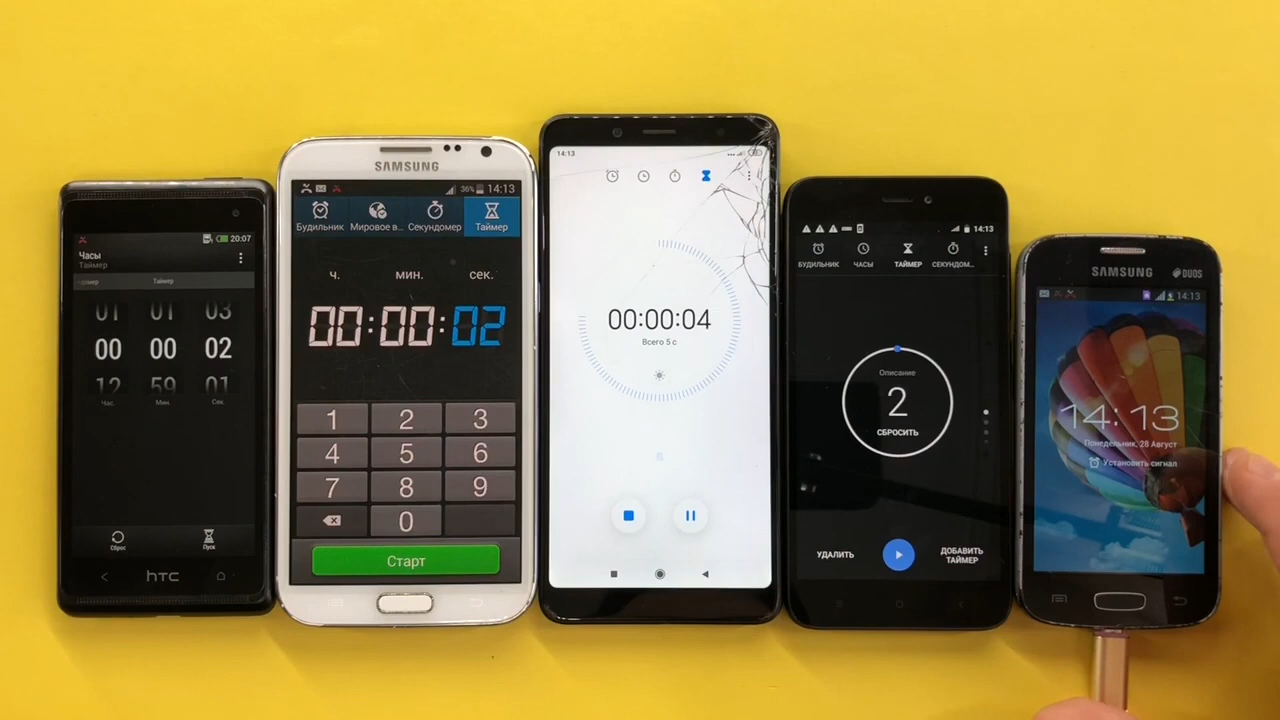 20:07
Часы
Таймер
Таймер
01 01 03
00 00 02
12 59 01
Час. Мин. Сек.
Сброс Пуск
hTC
SAMSUNG
36% 14:13
Будильник Мировое в... Секундомер Таймер
ч. мин. сек.
00:00:02
1 2 3
4 5 6
7 8 9
0
Старт
14:13
00:00:04
Всего 5 с
14:13
БУДИЛЬНИК ЧАСЫ ТАЙМЕР СЕКУНДОМ...
Описание
2
СБРОСИТЬ
УДАЛИТЬ
ДОБАВИТЬ
ТАЙМЕР
SAMSUNG DUOS
14:13
14:13
Понедельник, 28 Август
Установить сигнал